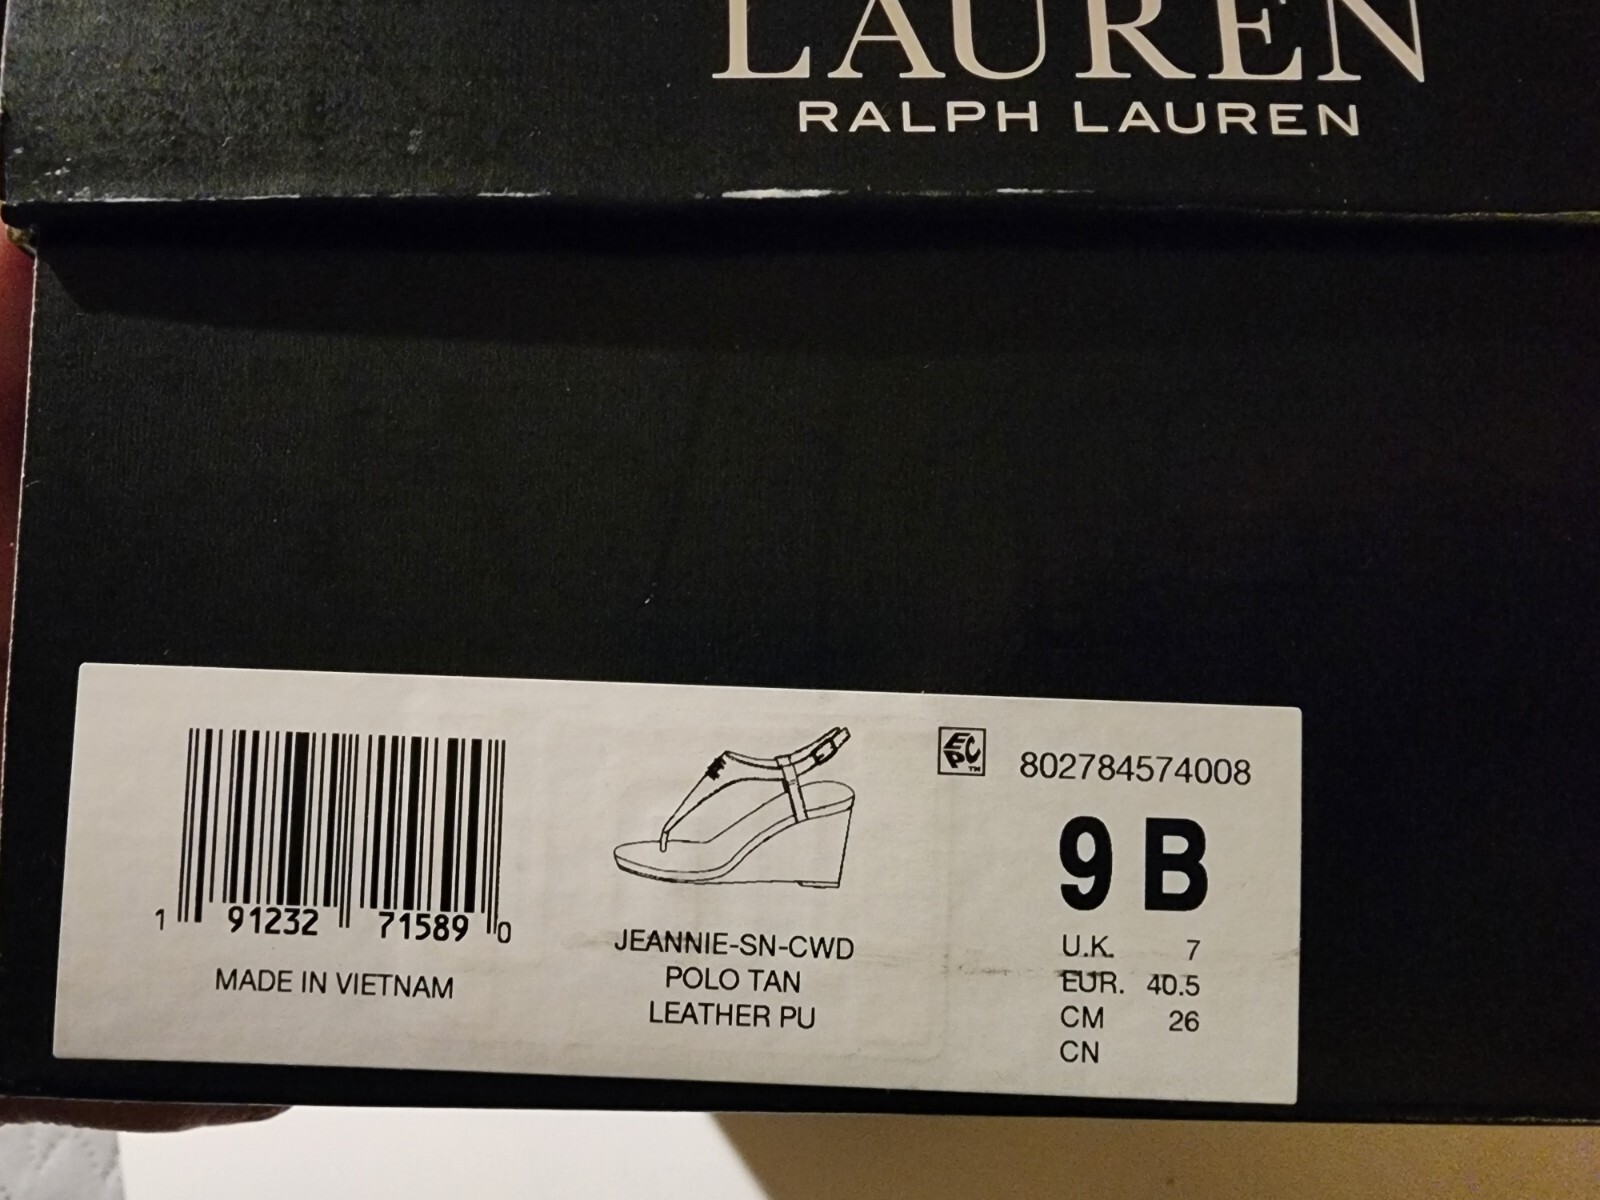 LAUREN
RALPH LAUREN
1 91232 71589 0
MADE IN VIETNAM
JEANNIE-SN-CWD
POLO TAN
LEATHER PU
EPC™
802784574008
9 B
U.K. 7
EUR. 40.5
CM 26
CN